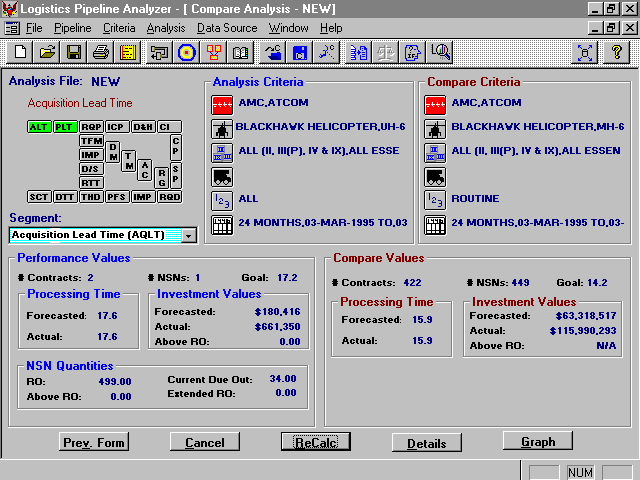 Logistics Pipeline Analyzer - [ Compare Analysis - NEW]
File Pipeline Criteria Analysis Data Source Window Help
Analysis File: NEW
Acquisition Lead Time
ALT PLT RQP ICP D&H CI
TFM
IMP
D/S
RTT
DM
TM
AC
RG
CP
SP
SCT DTT THD PFS IMP RQD
Segment:
Acquisition Lead Time (AQLT)
Analysis Criteria
AMC,ATCOM
BLACKHAWK HELICOPTER,UH-6
ALL (II, III(P), IV & IX),ALL ESSE
ALL
24 MONTHS,03-MAR-1995 TO,03
Compare Criteria
AMC,ATCOM
BLACKHAWK HELICOPTER,MH-6
ALL (II, III(P), IV & IX),ALL ESSEN
ROUTINE
24 MONTHS,03-MAR-1995 TO,03-
Performance Values
# Contracts: 2 # NSNs: 1 Goal: 17.2
Processing Time
Forecasted: 17.6
Actual: 17.6
Investment Values
Forecasted: $180,416
Actual: $661,350
Above RO: 0.00
NSN Quantities
RO: 499.00 Current Due Out: 34.00
Above RO: 0.00 Extended RO: 0.00
Compare Values
# Contracts: 422 # NSNs: 449 Goal: 14.2
Processing Time
Forecasted: 15.9
Actual: 15.9
Investment Values
Forecasted: $63,318,517
Actual: $115,990,293
Above RO: N/A
Prev. Form Cancel ReCalc Details Graph
NUM